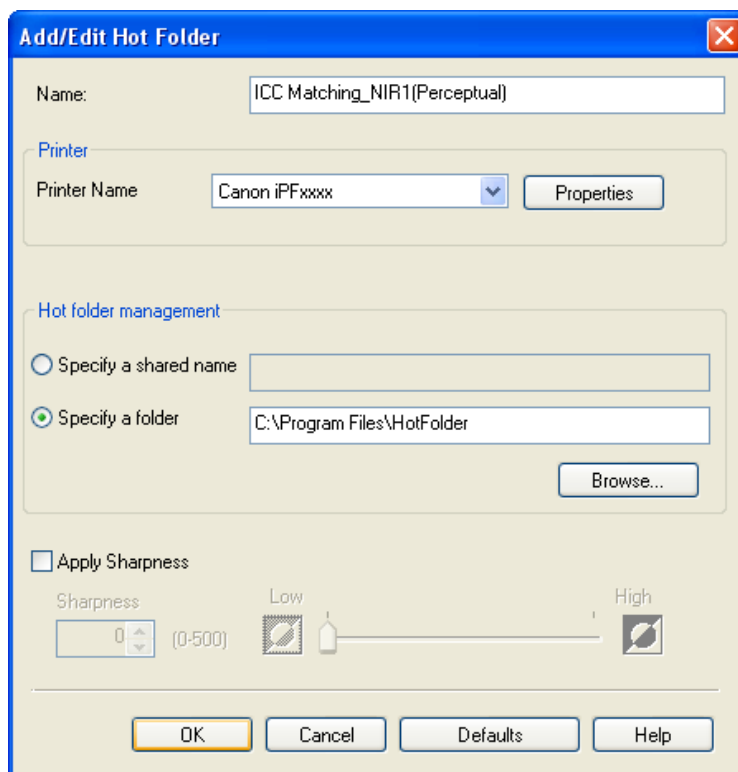 Add/Edit Hot Folder
Name: ICC Matching_NIR1(Perceptual)
Printer
Printer Name Canon iPFxxxx Properties
Hot folder management
Specify a shared name
Specify a folder C:\Program Files\HotFolder
Browse...
Apply Sharpness
Sharpness Low High
0 (0-500)
OK Cancel Defaults Help